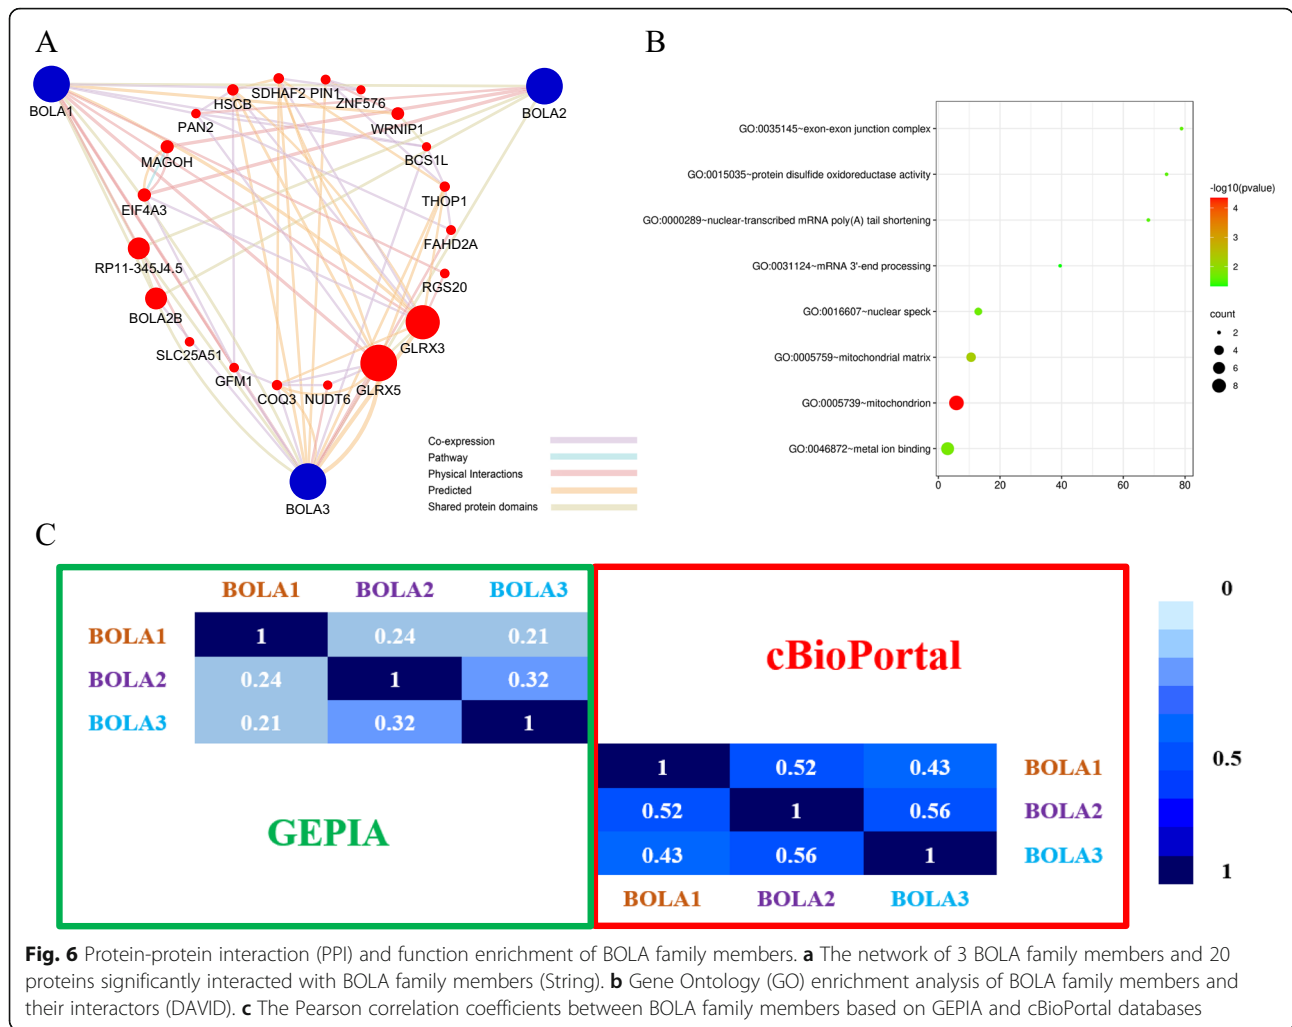 A
BOLA1
BOLA2
HSCB
SDHAF2
PIN1
ZNF576
PAN2
WRNIP1
MAGOH
BCS1L
EIF4A3
THOP1
FAHD2A
RP11-345J4.5
RGS20
BOLA2B
GLRX3
SLC25A51
GFM1
GLRX5
COQ3
NUDT6
BOLA3
Co-expression
Pathway
Physical Interactions
Predicted
Shared protein domains
B
GO:0035145~exon-exon junction complex
GO:0015035~protein disulfide oxidoreductase activity
GO:0000289~nuclear-transcribed mRNA poly(A) tail shortening
GO:0031124~mRNA 3'-end processing
GO:0016607~nuclear speck
GO:0005759~mitochondrial matrix
GO:0005739~mitochondrion
GO:0046872~metal ion binding
0 20 40 60 80
-log10(pvalue)
4
3
2
count
2
4
6
8
C
BOLA1 BOLA2 BOLA3
BOLA1 1 0.24 0.21
BOLA2 0.24 1 0.32
BOLA3 0.21 0.32 1
GEPIA
cBioPortal
1 0.52 0.43 BOLA1
0.52 1 0.56 BOLA2
0.43 0.56 1 BOLA3
BOLA1 BOLA2 BOLA3
0
0.5
1
Fig. 6 Protein-protein interaction (PPI) and function enrichment of BOLA family members. a The network of 3 BOLA family members and 20
proteins significantly interacted with BOLA family members (String). b Gene Ontology (GO) enrichment analysis of BOLA family members and
their interactors (DAVID). c The Pearson correlation coefficients between BOLA family members based on GEPIA and cBioPortal databases